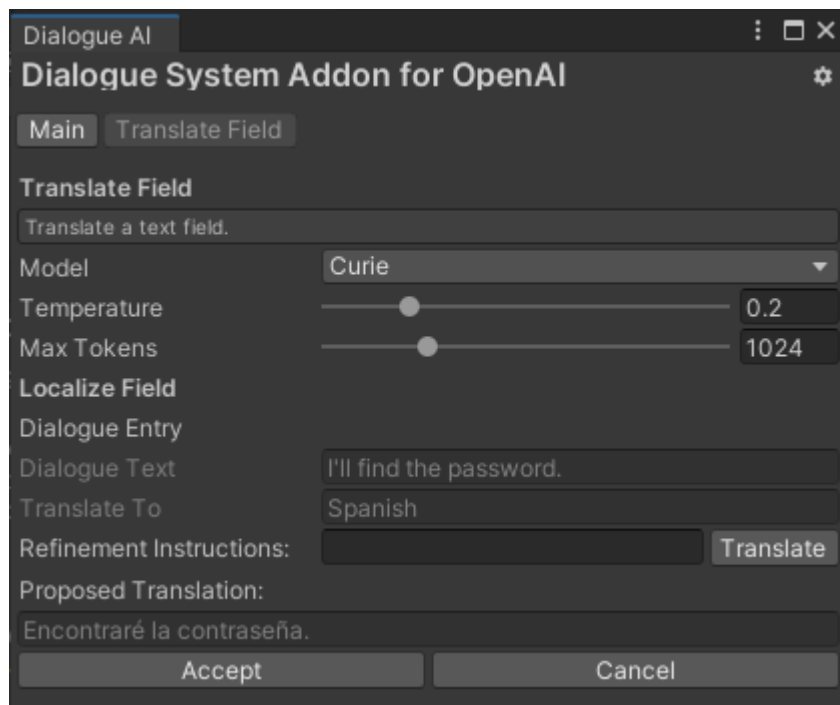 Dialogue AI
Dialogue System Addon for OpenAI
Main Translate Field
Translate Field
Translate a text field.
Model Curie
Temperature 0.2
Max Tokens 1024
Localize Field
Dialogue Entry
Dialogue Text I'll find the password.
Translate To Spanish
Refinement Instructions: Translate
Proposed Translation:
Encontraré la contraseña.
Accept Cancel